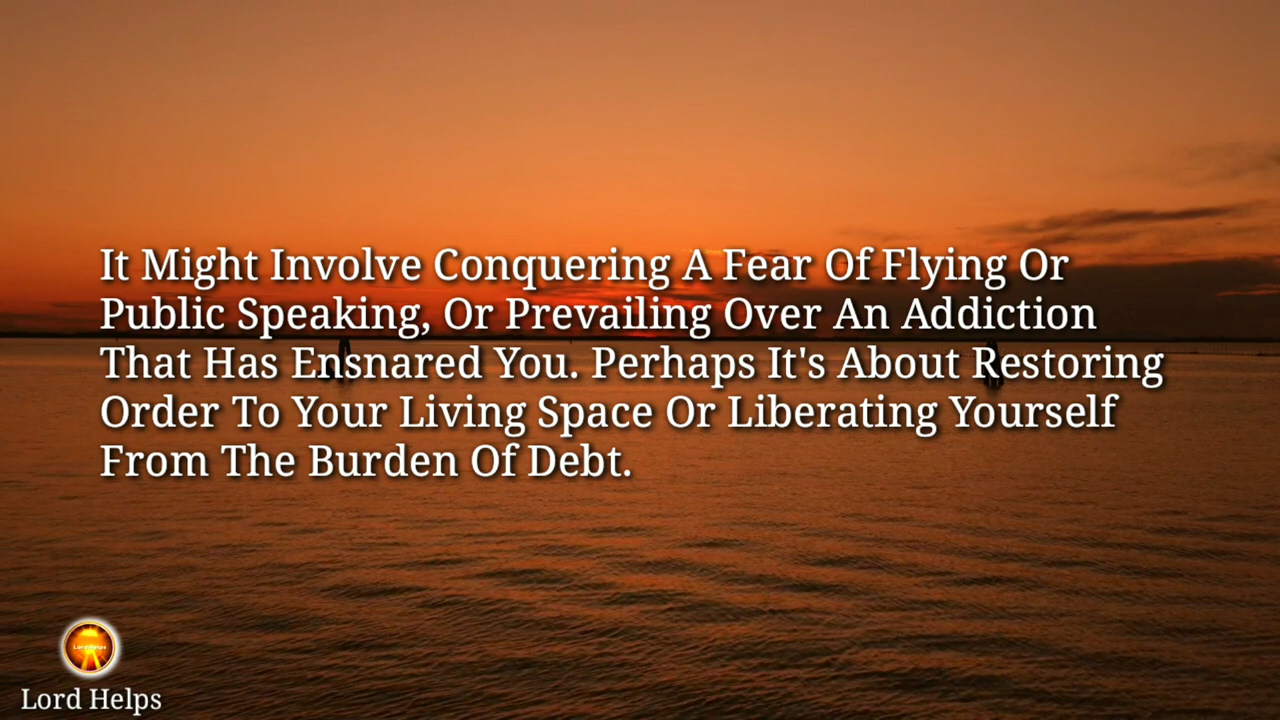 It Might Involve Conquering A Fear Of Flying Or
Public Speaking, Or Prevailing Over An Addiction
That Has Ensnared You. Perhaps It's About Restoring
Order To Your Living Space Or Liberating Yourself
From The Burden Of Debt.
Lord Helps
Lord Helps